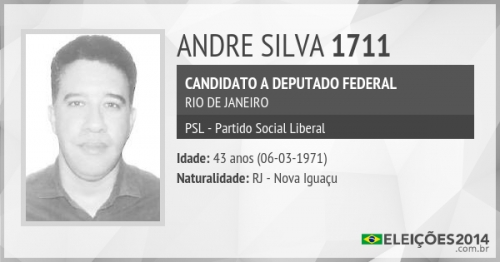 ANDRE SILVA 1711
CANDIDATO A DEPUTADO FEDERAL
RIO DE JANEIRO
PSL - Partido Social Liberal
Idade: 43 anos (06-03-1971)
Naturalidade: RJ - Nova Iguaçu
ELEIÇÕES2014
.com.br